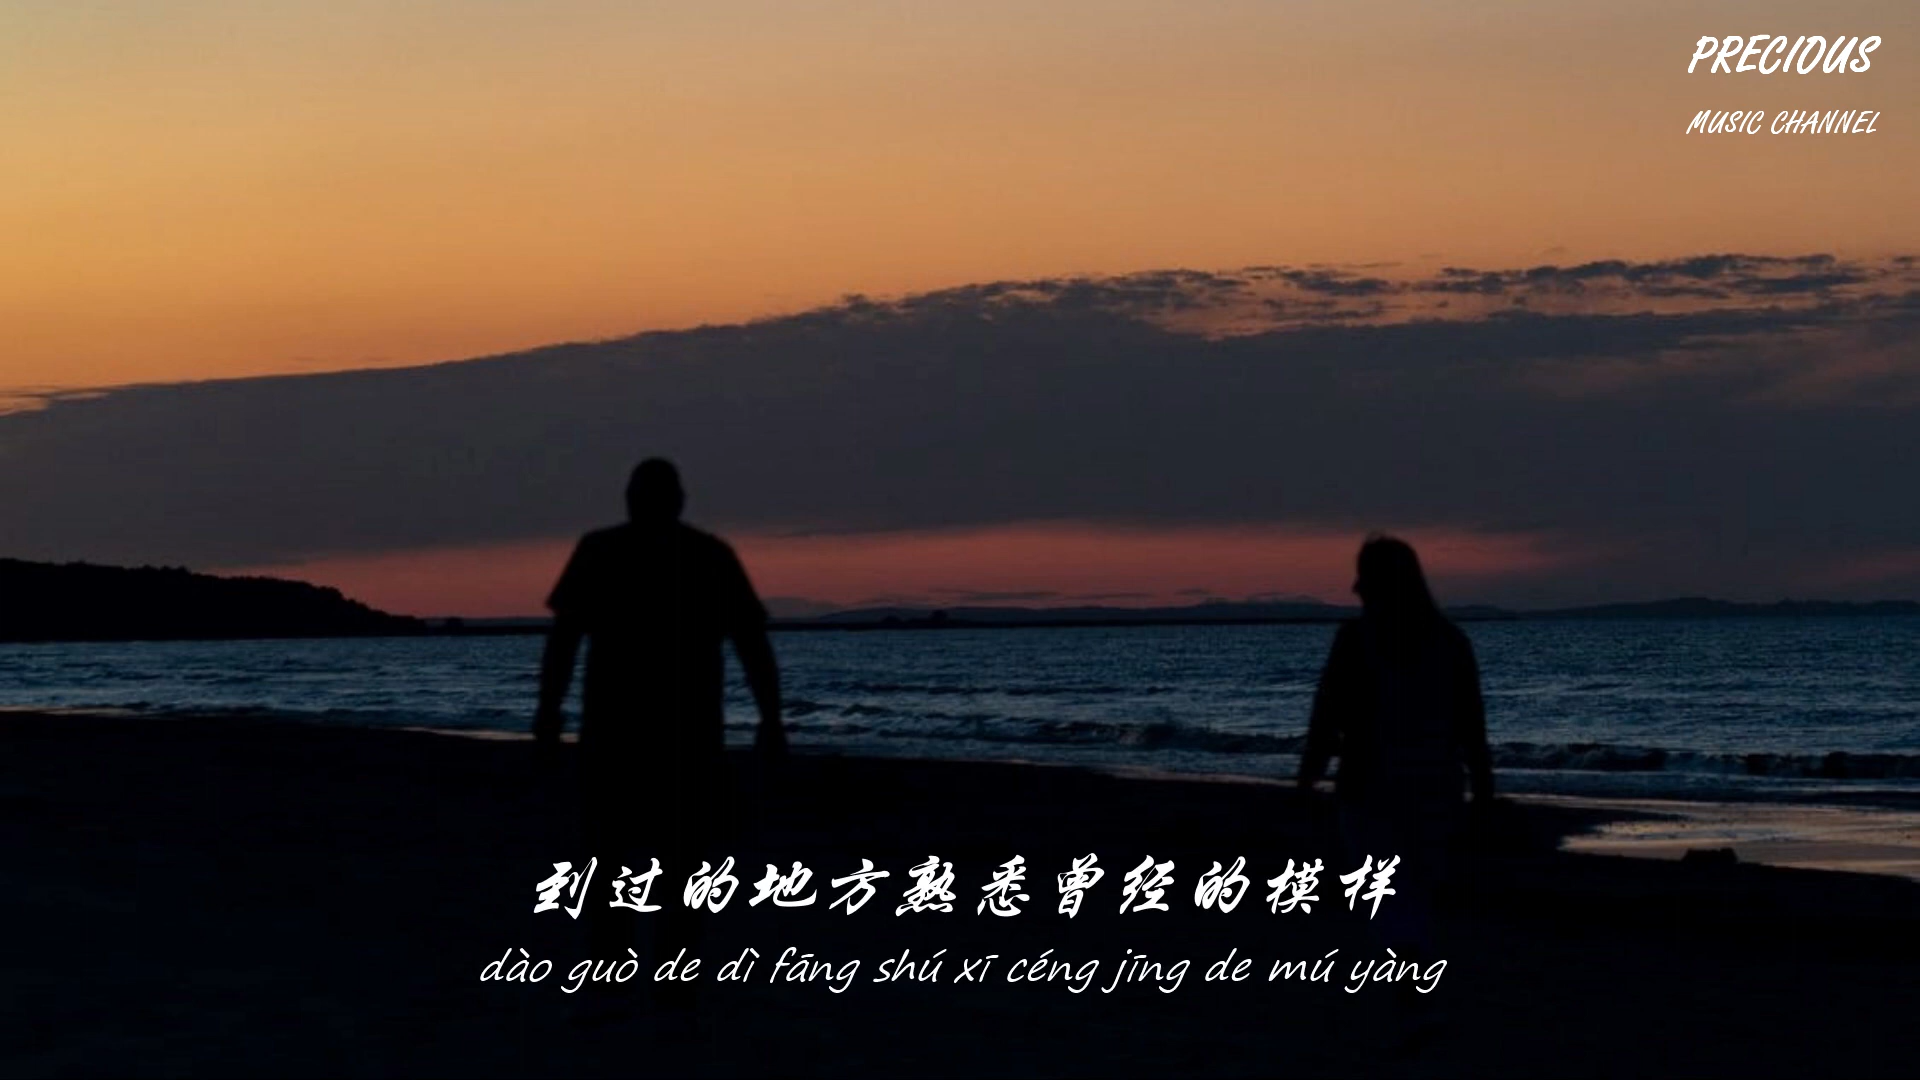 PRECIOUS
MUSIC CHANNEL
到过的地方熟悉曾经的模样
dào guò de dì fāng shú xī céng jīng de mú yàng